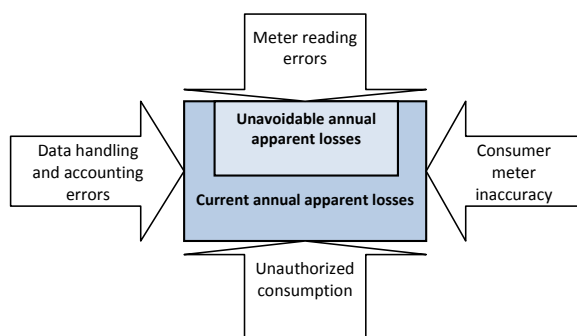 Meter reading
errors
Unavoidable annual
apparent losses
Data handling
and accounting
errors
Consumer
meter
inaccuracy
Current annual apparent losses
Unauthorized
consumption